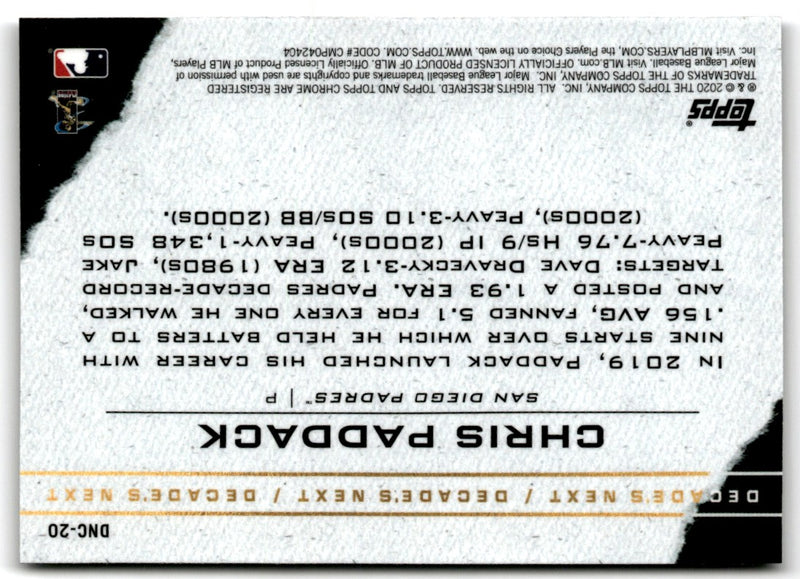 DNC-20
DECADE'S NEXT / DECADE'S NEXT / DECADE'S NEXT
CHRIS PADDACK
SAN DIEGO PADRES™ | P
IN 2019, PADDACK LAUNCHED HIS CAREER WITH
NINE STARTS OVER WHICH HE HELD BATTERS TO A
.156 AVG, FANNED 5.1 FOR EVERY ONE HE WALKED,
AND POSTED A 1.93 ERA. PADRES DECADE-RECORD
TARGETS: DAVE DRAVECKY-3.12 ERA (1980s), JAKE
PEAVY-7.76 Hs/9 IP (2000s), PEAVY-1,348 SOs
(2000s), PEAVY-3.10 SOs/BB (2000s).
topps®
® & © 2020 THE TOPPS COMPANY, INC. ALL RIGHTS RESERVED. TOPPS AND TOPPS CHROME ARE REGISTERED
TRADEMARKS OF THE TOPPS COMPANY, INC. Major League Baseball trademarks and copyrights are used with permission of
Major League Baseball. Visit MLB.com. OFFICIALLY LICENSED PRODUCT OF MLB. Officially Licensed Product of MLB Players,
Inc. Visit MLBPLAYERS.COM, the Players Choice on the web. WWW.TOPPS.COM. CODE# CMP042404